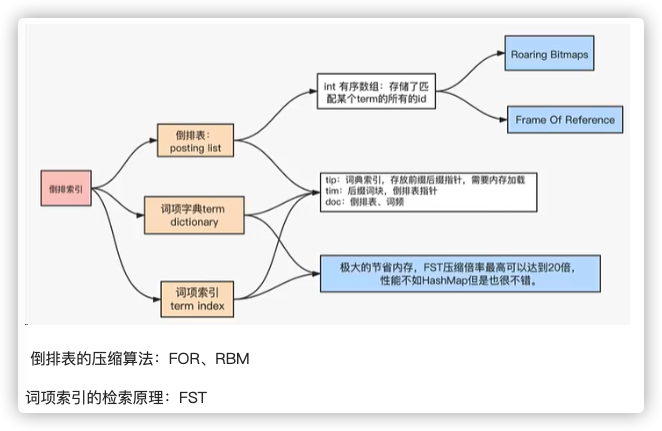 Roaring Bitmaps
int 有序数组：存储了匹
配某个term的所有的id
Frame Of Reference
倒排表：
posting list
倒排索引
tip：词典索引，存放前缀后缀指针，需要内存加载
tim：后缀词块，倒排表指针
doc：倒排表、词频
词项字典term
dictionary
极大的节省内存，FST压缩倍率最高可以达到20倍，
性能不如HashMap但是也很不错。
词项索引
term index
倒排表的压缩算法：FOR、RBM
词项索引的检索原理：FST